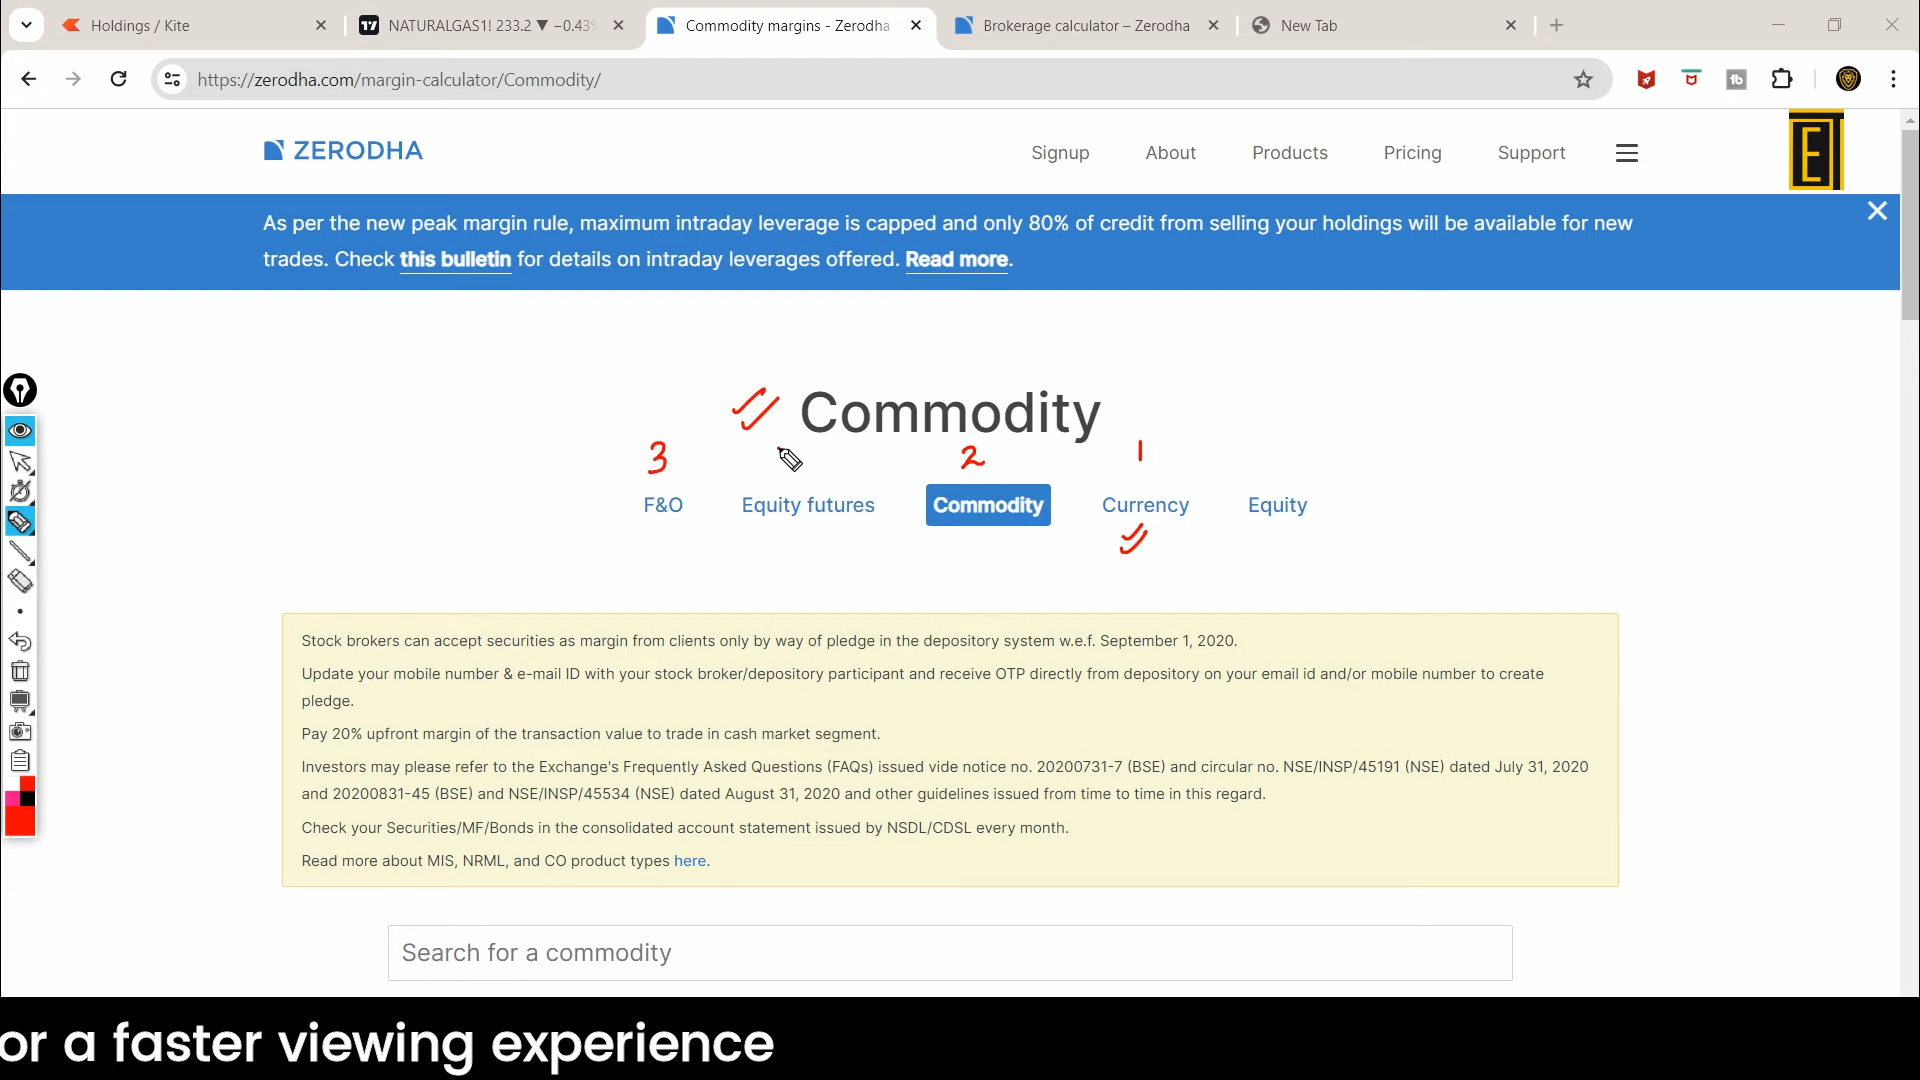 Holdings / Kite
NATURALGAS1! 233.2 ▼ −0.43%
Commodity margins - Zerodha
Brokerage calculator – Zerodha
New Tab
https://zerodha.com/margin-calculator/Commodity/
ZERODHA
Signup
About
Products
Pricing
Support
E
As per the new peak margin rule, maximum intraday leverage is capped and only 80% of credit from selling your holdings will be available for new
trades. Check this bulletin for details on intraday leverages offered. Read more.
Commodity
3
2
1
F&O
Equity futures
Commodity
Currency
Equity
Stock brokers can accept securities as margin from clients only by way of pledge in the depository system w.e.f. September 1, 2020.
Update your mobile number & e-mail ID with your stock broker/depository participant and receive OTP directly from depository on your email id and/or mobile number to create
pledge.
Pay 20% upfront margin of the transaction value to trade in cash market segment.
Investors may please refer to the Exchange's Frequently Asked Questions (FAQs) issued vide notice no. 20200731-7 (BSE) and circular no. NSE/INSP/45191 (NSE) dated July 31, 2020
and 20200831-45 (BSE) and NSE/INSP/45534 (NSE) dated August 31, 2020 and other guidelines issued from time to time in this regard.
Check your Securities/MF/Bonds in the consolidated account statement issued by NSDL/CDSL every month.
Read more about MIS, NRML, and CO product types here.
Search for a commodity
or a faster viewing experience